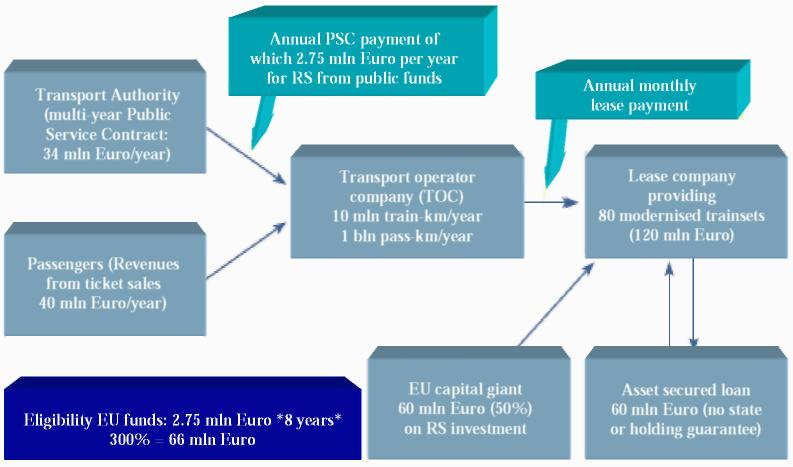 Annual PSC payment of
which 2.75 mln Euro per year
for RS from public funds
Annual monthly
lease payment
Transport Authority
(multi-year Public
Service Contract:
34 mln Euro/year)
Transport operator
company (TOC)
10 mln train-km/year
1 bln pass-km/year
Lease company
providing
80 modernised trainsets
(120 mln Euro)
Passengers (Revenues
from ticket sales
40 mln Euro/year)
Eligibility EU funds: 2.75 mln Euro *8 years*
300% = 66 mln Euro
EU capital giant
60 mln Euro (50%)
on RS investment
Asset secured loan
60 mln Euro (no state
or holding guarantee)